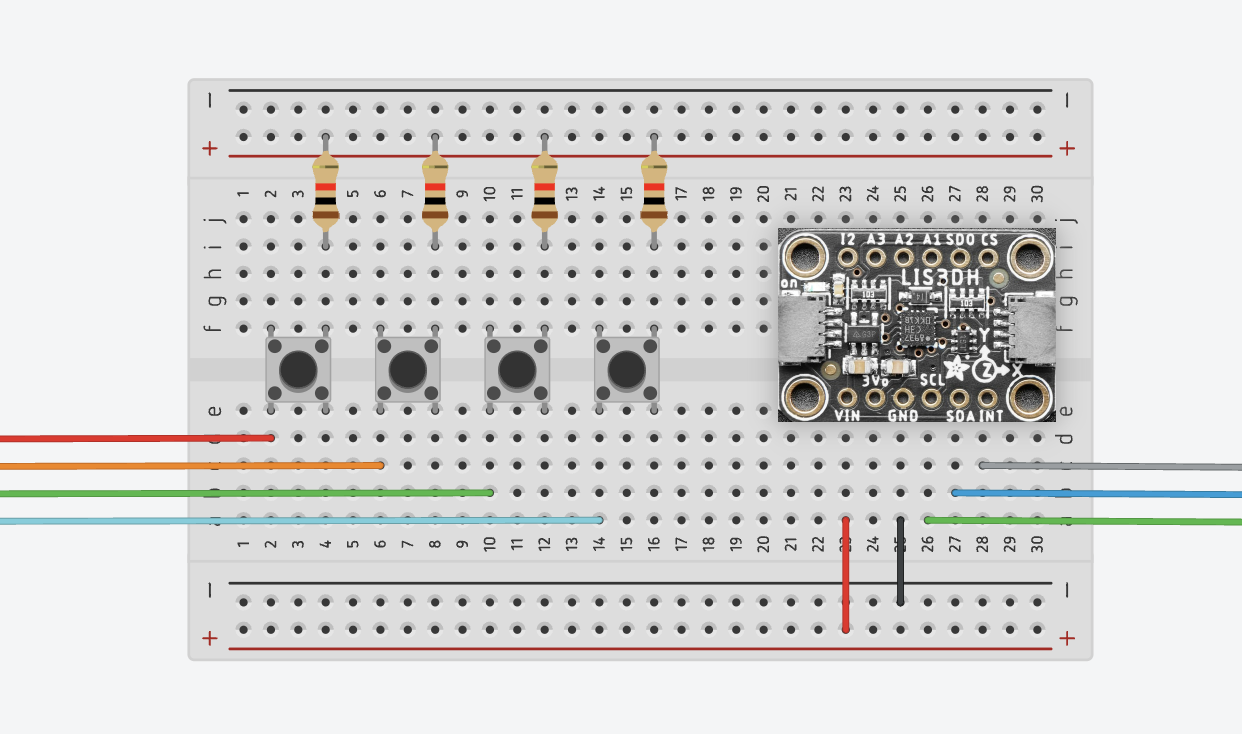 − −
+ +
1 2 3 4 5 6 7 8 9 10 11 12 13 14 15 16 17 18 19 20 21 22 23 24 25 26 27 28 29 30
j j
i i
h h
g g
f f
I2 A3 A2 A1 SDO CS
LIS3DH
on
Y
Z X
3Vo SCL
VIN GND SDA INT
e e
d
1 2 3 4 5 6 7 8 9 10 11 12 13 14 15 16 17 18 19 20 21 22 23 24 25 26 27 28 29 30
− −
+ +